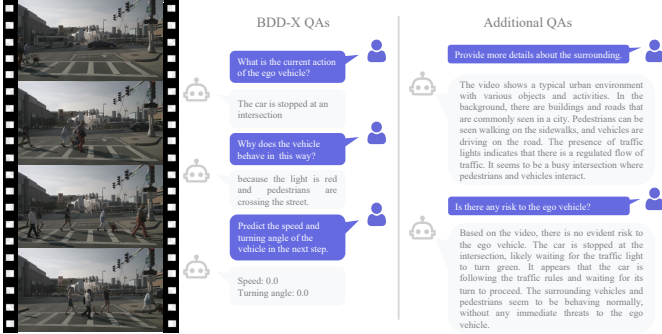 BDD-X QAs
What is the current action
of the ego vehicle?
The car is stopped at an
intersection
Why does the vehicle
behave in this way?
because the light is red
and pedestrians are
crossing the street.
Predict the speed and
turning angle of the
vehicle in the next step.
Speed: 0.0
Turning angle: 0.0
Additional QAs
Provide more details about the surrounding.
The video shows a typical urban environment
with various objects and activities. In the
background, there are buildings and roads that
are commonly seen in a city. Pedestrians can be
seen walking on the sidewalks, and vehicles are
driving on the road. The presence of traffic
lights indicates that there is a regulated flow of
traffic. It seems to be a busy intersection where
pedestrians and vehicles interact.
Is there any risk to the ego vehicle?
Based on the video, there is no evident risk to
the ego vehicle. The car is stopped at the
intersection, likely waiting for the traffic light
to turn green. It appears that the car is
following the traffic rules and waiting for its
turn to proceed. The surrounding vehicles and
pedestrians seem to be behaving normally,
without any immediate threats to the ego
vehicle.